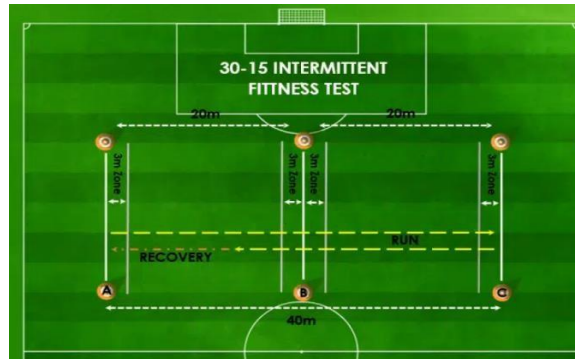 30-15 INTERMITTENT
FITTNESS TEST
20m
20m
3m Zone
3m Zone
3m Zone
3m Zone
RUN
RECOVERY
A
B
C
40m